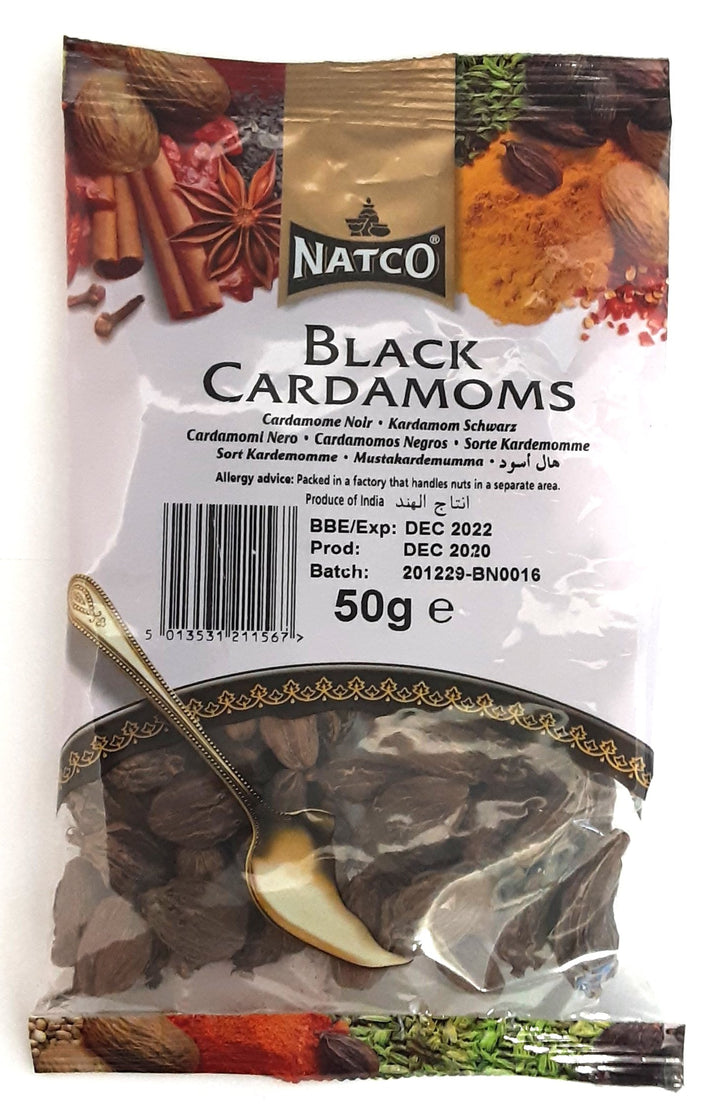 NATCO®
BLACK
CARDAMOMS
Cardamome Noir • Kardamom Schwarz
Cardamomi Nero • Cardamomos Negros • Sorte Kardemomme
Sort Kardemomme • Mustakardemumma • هال أسود
Allergy advice: Packed in a factory that handles nuts in a separate area.
Produce of India انتاج الهند
BBE/Exp: DEC 2022
Prod: DEC 2020
Batch: 201229-BN0016
50g e
5 013531 211567 >